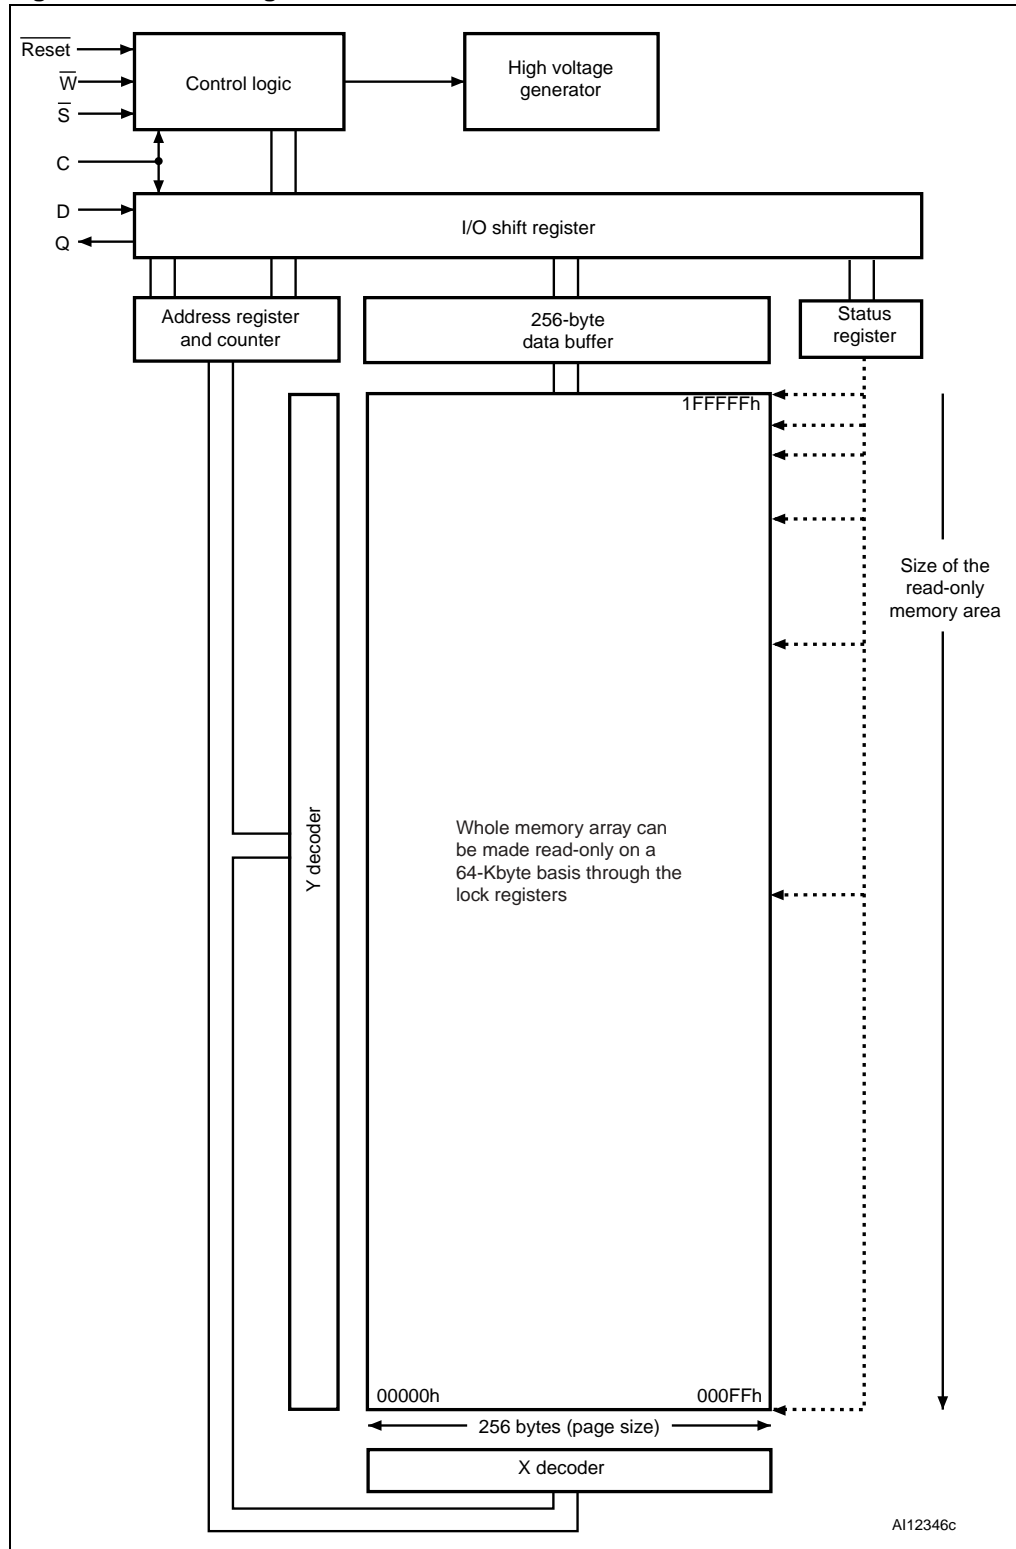 Reset
W
S
C
D
Q
Control logic
High voltage
generator
I/O shift register
Address register
and counter
256-byte
data buffer
Status
register
1FFFFFh
Size of the
read-only
memory area
Y decoder
Whole memory array can
be made read-only on a
64-Kbyte basis through the
lock registers
00000h
000FFh
256 bytes (page size)
X decoder
AI12346c